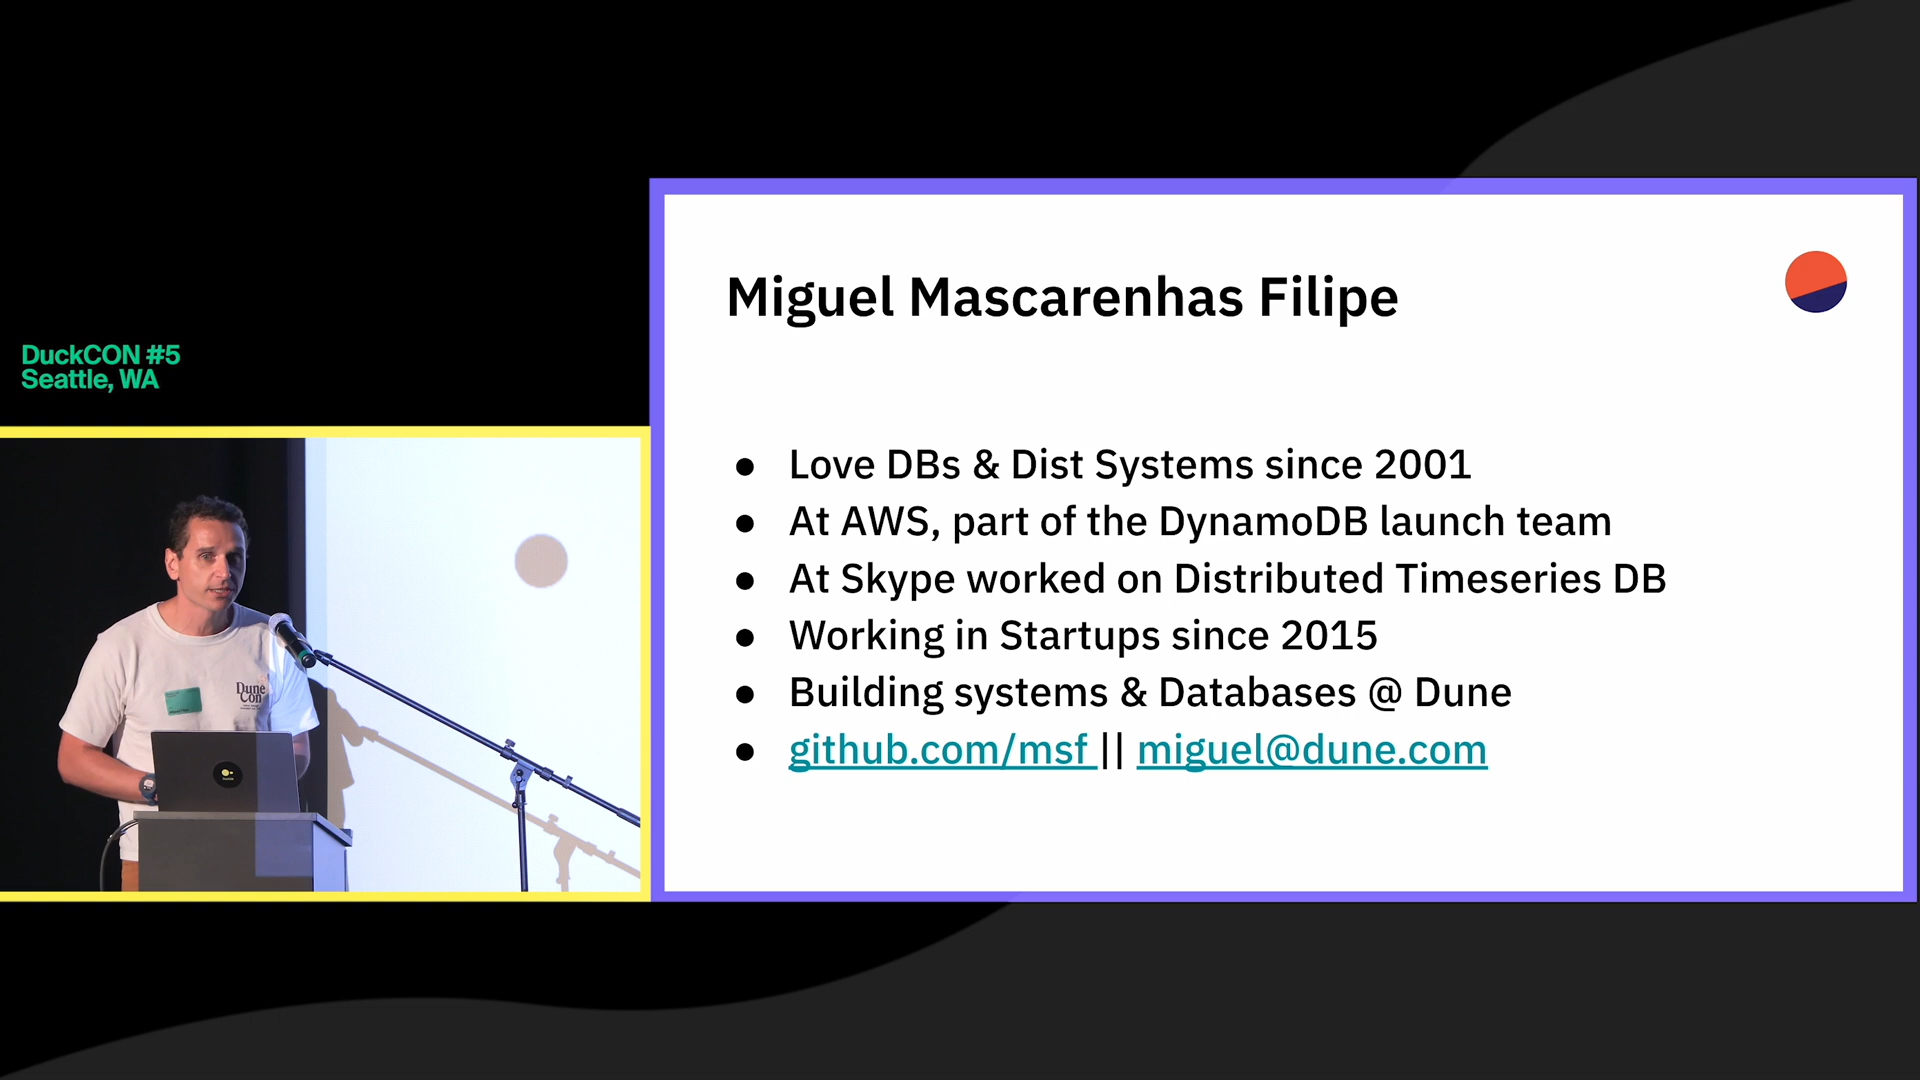 DuckCON #5
Seattle, WA
Miguel Mascarenhas Filipe
● Love DBs & Dist Systems since 2001
● At AWS, part of the DynamoDB launch team
● At Skype worked on Distributed Timeseries DB
● Working in Startups since 2015
● Building systems & Databases @ Dune
● github.com/msf || miguel@dune.com
Dune
Con